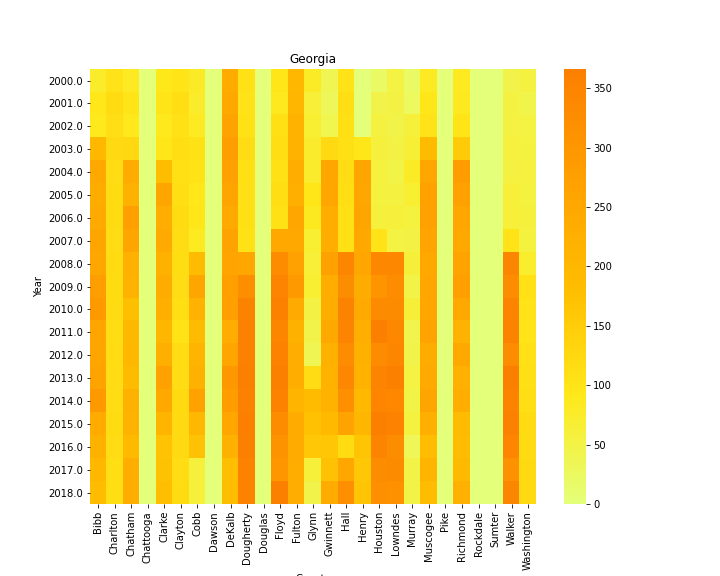 Georgia
Year
2000.0
2001.0
2002.0
2003.0
2004.0
2005.0
2006.0
2007.0
2008.0
2009.0
2010.0
2011.0
2012.0
2013.0
2014.0
2015.0
2016.0
2017.0
2018.0
Bibb
Charlton
Chatham
Chattooga
Clarke
Clayton
Cobb
Dawson
DeKalb
Dougherty
Douglas
Floyd
Fulton
Glynn
Gwinnett
Hall
Henry
Houston
Lowndes
Murray
Muscogee
Pike
Richmond
Rockdale
Sumter
Walker
Washington
350
300
250
200
150
100
50
0